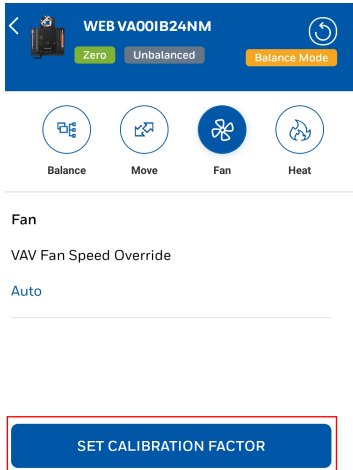 WEB VA00IB24NM
Zero
Unbalanced
Balance Mode
Balance
Move
Fan
Heat
Fan
VAV Fan Speed Override
Auto
SET CALIBRATION FACTOR